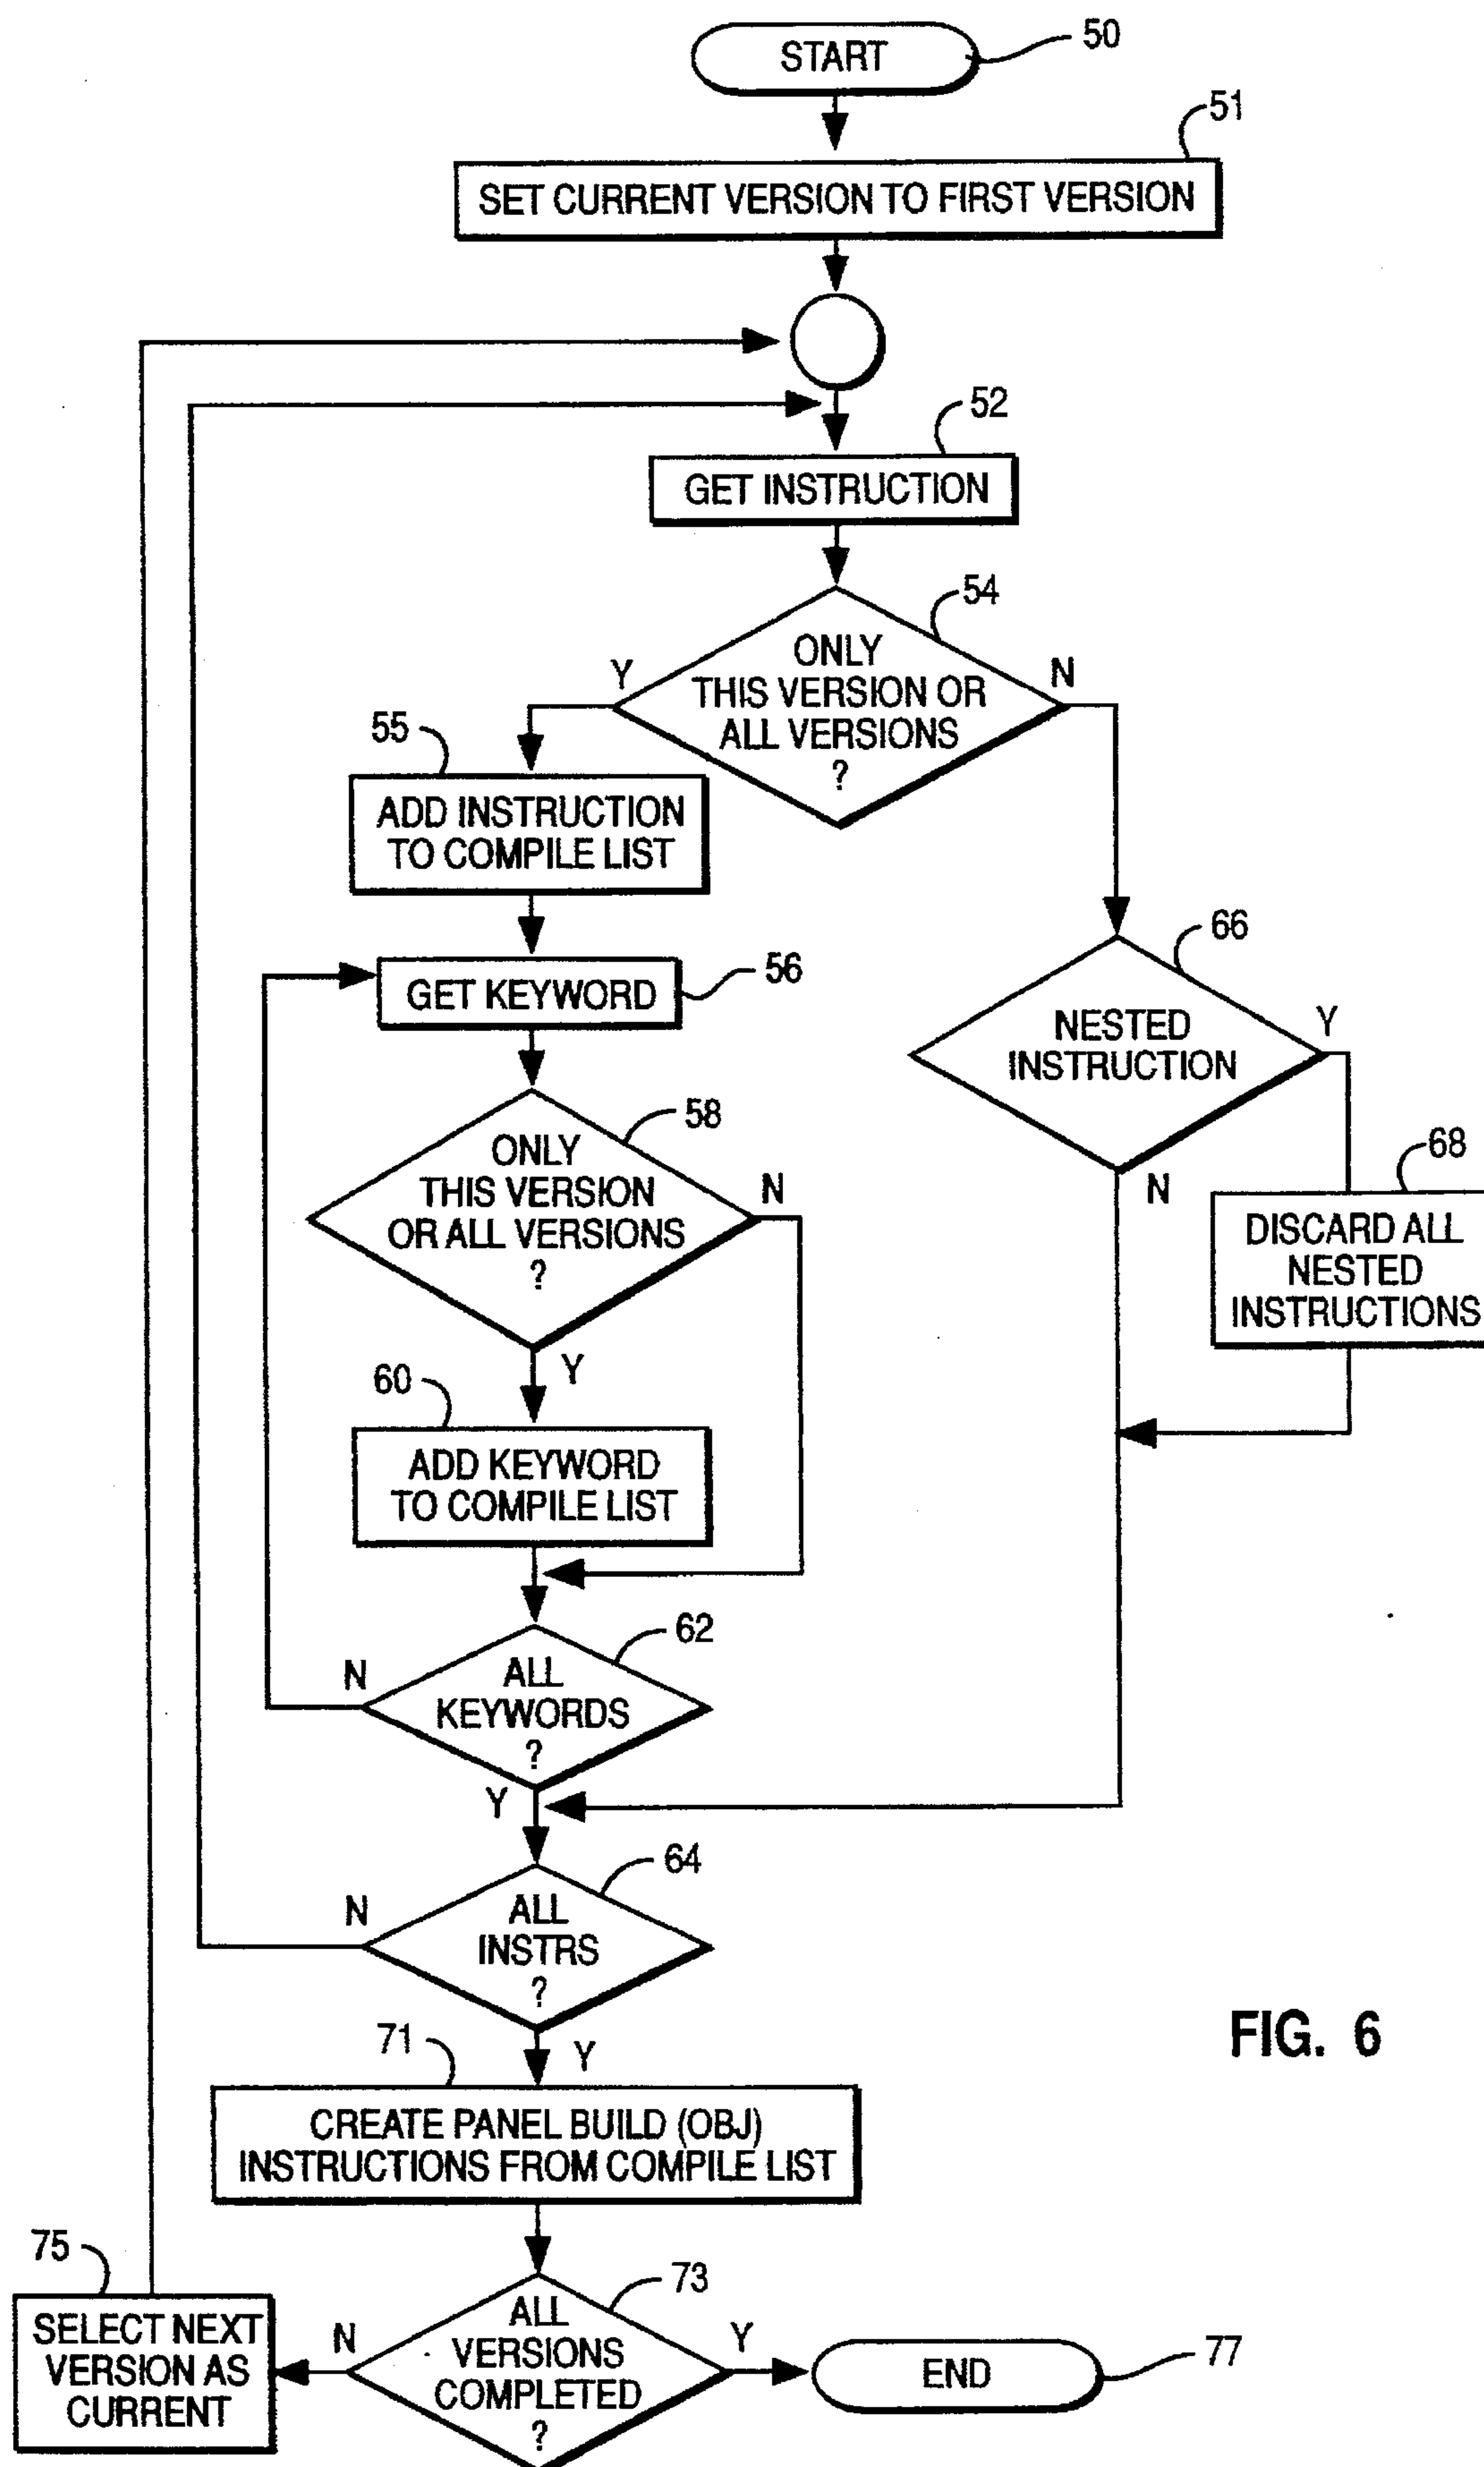 START
50
51
SET CURRENT VERSION TO FIRST VERSION
52
GET INSTRUCTION
54
ONLY
THIS VERSION OR
ALL VERSIONS
?
Y
N
55
ADD INSTRUCTION
TO COMPILE LIST
66
NESTED
INSTRUCTION
Y
N
56
GET KEYWORD
58
ONLY
THIS VERSION
OR ALL VERSIONS
?
N
Y
68
DISCARD ALL
NESTED
INSTRUCTIONS
60
ADD KEYWORD
TO COMPILE LIST
62
ALL
KEYWORDS
?
N
Y
64
ALL
INSTRS
?
N
Y
71
CREATE PANEL BUILD (OBJ)
INSTRUCTIONS FROM COMPILE LIST
75
SELECT NEXT
VERSION AS
CURRENT
73
ALL
VERSIONS
COMPLETED
?
N
Y
END
77
FIG. 6